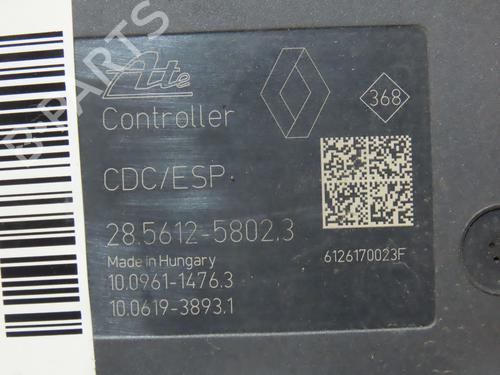 Ate
368
Controller
CDC/ESP
28.5612-5802.3
Made in Hungary
6126170023F
10.0961-1476.3
10.0619-3893.1
B-PARTS